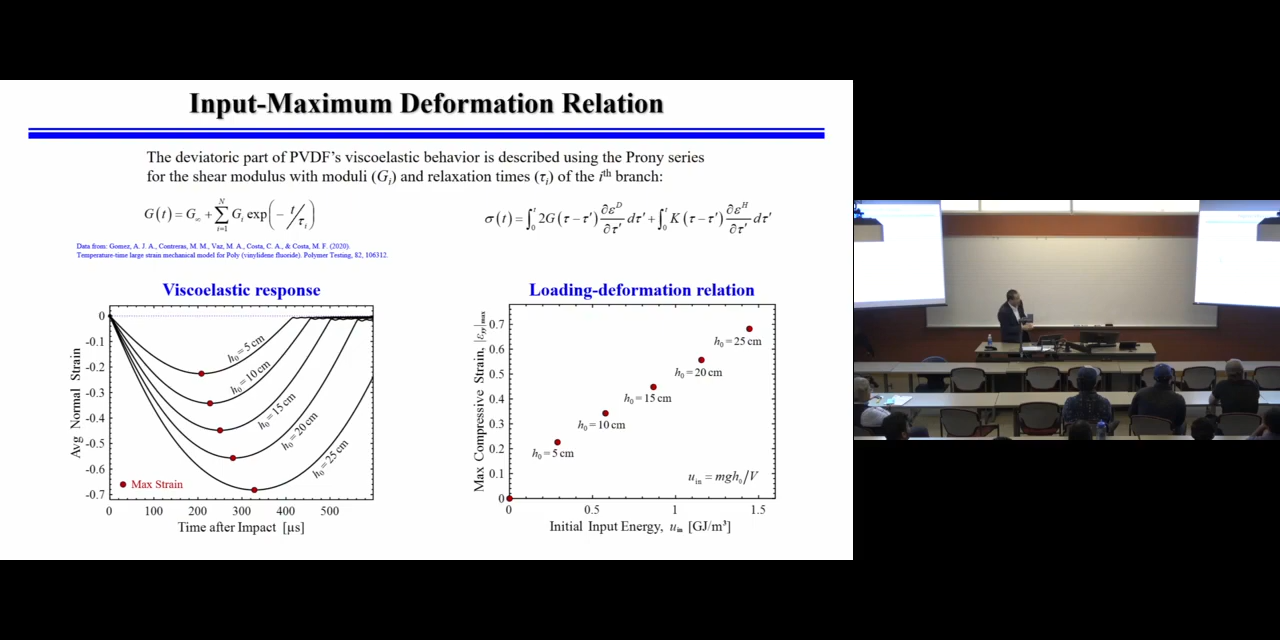 Input-Maximum Deformation Relation
The deviatoric part of PVDF's viscoelastic behavior is described using the Prony series
for the shear modulus with moduli (Gᵢ) and relaxation times (τᵢ) of the iᵗʰ branch:
G(t) = G∞ + ∑ᵢ₌₁ᴺ Gᵢ exp(− t/τᵢ)
σ(t) = ∫₀ᵗ 2G(τ − τ′) ∂εᴰ/∂τ′ dτ′ + ∫₀ᵗ K(τ − τ′) ∂εᴴ/∂τ′ dτ′
Data from: Gomez, A. J. A., Contreras, M. M., Vaz, M. A., Costa, C. A., & Costa, M. F. (2020).
Temperature-time large strain mechanical model for Poly (vinylidene fluoride). Polymer Testing, 82, 106312.
Viscoelastic response
Avg Normal Strain
0
-0.1
-0.2
-0.3
-0.4
-0.5
-0.6
-0.7
h₀ = 5 cm
h₀ = 10 cm
h₀ = 15 cm
h₀ = 20 cm
h₀ = 25 cm
Max Strain
0 100 200 300 400 500
Time after Impact [µs]
Loading-deformation relation
Max Compressive Strain, |ε̄ᵧᵧ|max
0.7
0.6
0.5
0.4
0.3
0.2
0.1
0
h₀ = 25 cm
h₀ = 20 cm
h₀ = 15 cm
h₀ = 10 cm
h₀ = 5 cm
uᵢₙ = mgh₀/V
0 0.5 1 1.5
Initial Input Energy, uᵢₙ [GJ/m³]